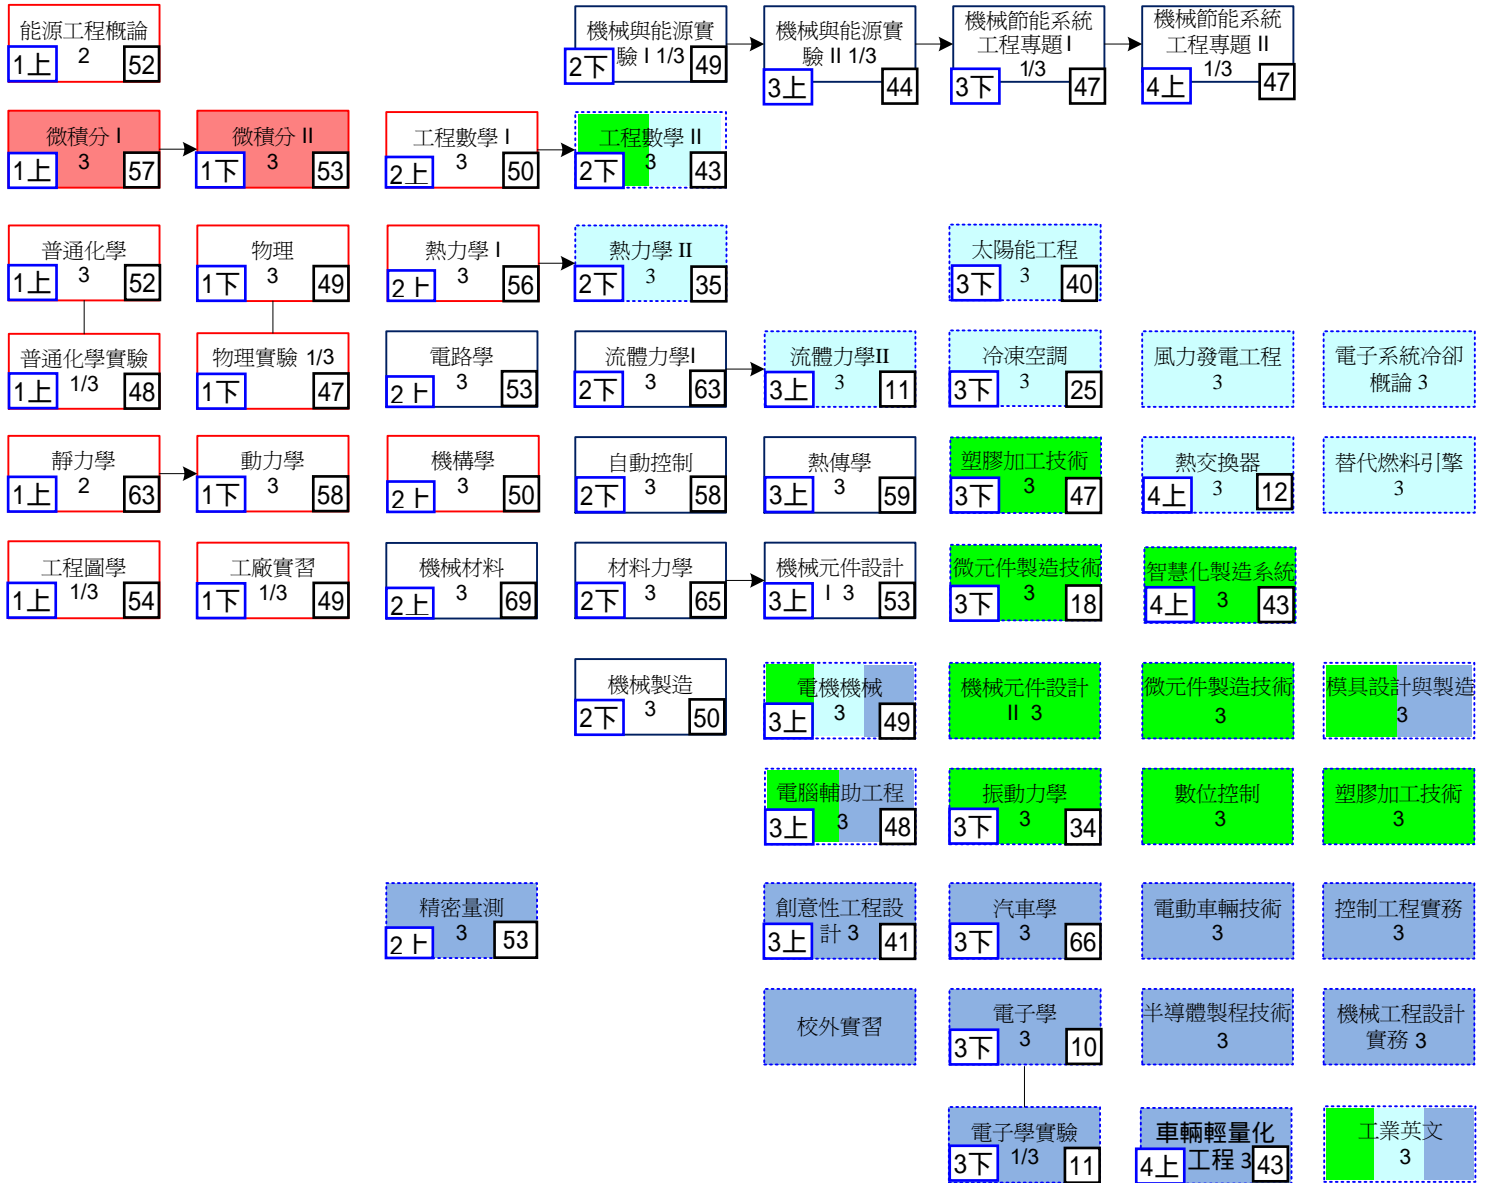 能源工程概論
2
1上
52
機械與能源實
驗 I 1/3
2下
49
機械與能源實
驗 II 1/3
3上
44
機械節能系統
工程專題 I
1/3
3下
47
機械節能系統
工程專題 II
1/3
4上
47
微積分 I
3
1上
57
微積分 II
3
1下
53
工程數學 I
3
2上
50
工程數學 II
3
2下
43
普通化學
3
1上
52
物理
3
1下
49
熱力學 I
3
2上
56
熱力學 II
3
2下
35
太陽能工程
3
3下
40
普通化學實驗
1/3
1上
48
物理實驗 1/3
1下
47
電路學
3
2上
53
流體力學I
3
2下
63
流體力學II
3
3上
11
冷凍空調
3
3下
25
風力發電工程
3
電子系統冷卻
概論 3
靜力學
2
1上
63
動力學
3
1下
58
機構學
3
2上
50
自動控制
3
2下
58
熱傳學
3
3上
59
塑膠加工技術
3
3下
47
熱交換器
3
4上
12
替代燃料引擎
3
工程圖學
1/3
1上
54
工廠實習
1/3
1下
49
機械材料
3
2上
69
材料力學
3
2下
65
機械元件設計
I 3
3上
53
微元件製造技術
3
3下
18
智慧化製造系統
3
4上
43
機械製造
3
2下
50
電機機械
3
3上
49
機械元件設計
II 3
微元件製造技術
3
模具設計與製造
3
電腦輔助工程
3
3上
48
振動力學
3
3下
34
數位控制
3
塑膠加工技術
3
精密量測
3
2上
53
創意性工程設
計 3
3上
41
汽車學
3
3下
66
電動車輛技術
3
控制工程實務
3
校外實習
電子學
3
3下
10
半導體製程技術
3
機械工程設計
實務 3
電子學實驗
1/3
3下
11
車輛輕量化
工程 3
4上
43
工業英文
3